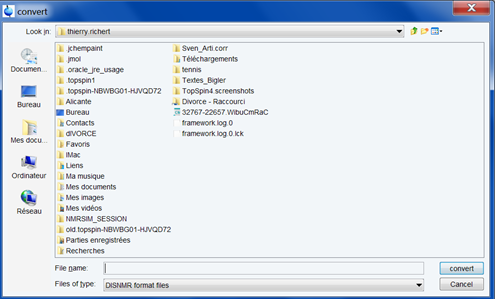 convert
Look in: thierry.richert
Documen...
Bureau
Mes docu...
Ordinateur
Réseau
.jchempaint
.jmol
.oracle_jre_usage
.topspin1
.topspin-NBWBG01-HJVQD72
Alicante
Bureau
Contacts
dIVORCE
Favoris
iMac
Liens
Ma musique
Mes documents
Mes images
Mes vidéos
NMRSIM_SESSION
old.topspin-NBWBG01-HJVQD72
Parties enregistrées
Recherches
Sven_Arti.corr
Téléchargements
tennis
Textes_Bigler
TopSpin4.screenshots
Divorce - Raccourci
32767-22657.WibuCmRaC
framework.log.0
framework.log.0.lck
File name:
convert
Files of type: DISNMR format files
Cancel